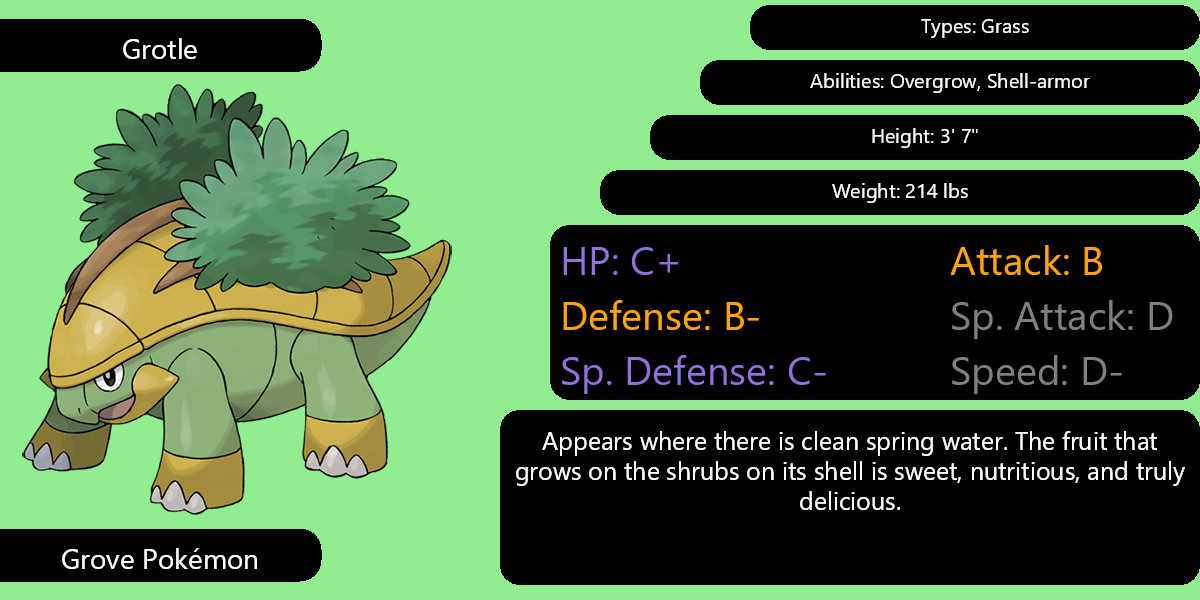 Grotle
Types: Grass
Abilities: Overgrow, Shell-armor
Height: 3' 7"
Weight: 214 lbs
HP: C+
Attack: B
Defense: B-
Sp. Attack: D
Sp. Defense: C-
Speed: D-
Appears where there is clean spring water. The fruit that
grows on the shrubs on its shell is sweet, nutritious, and truly
delicious.
Grove Pokémon